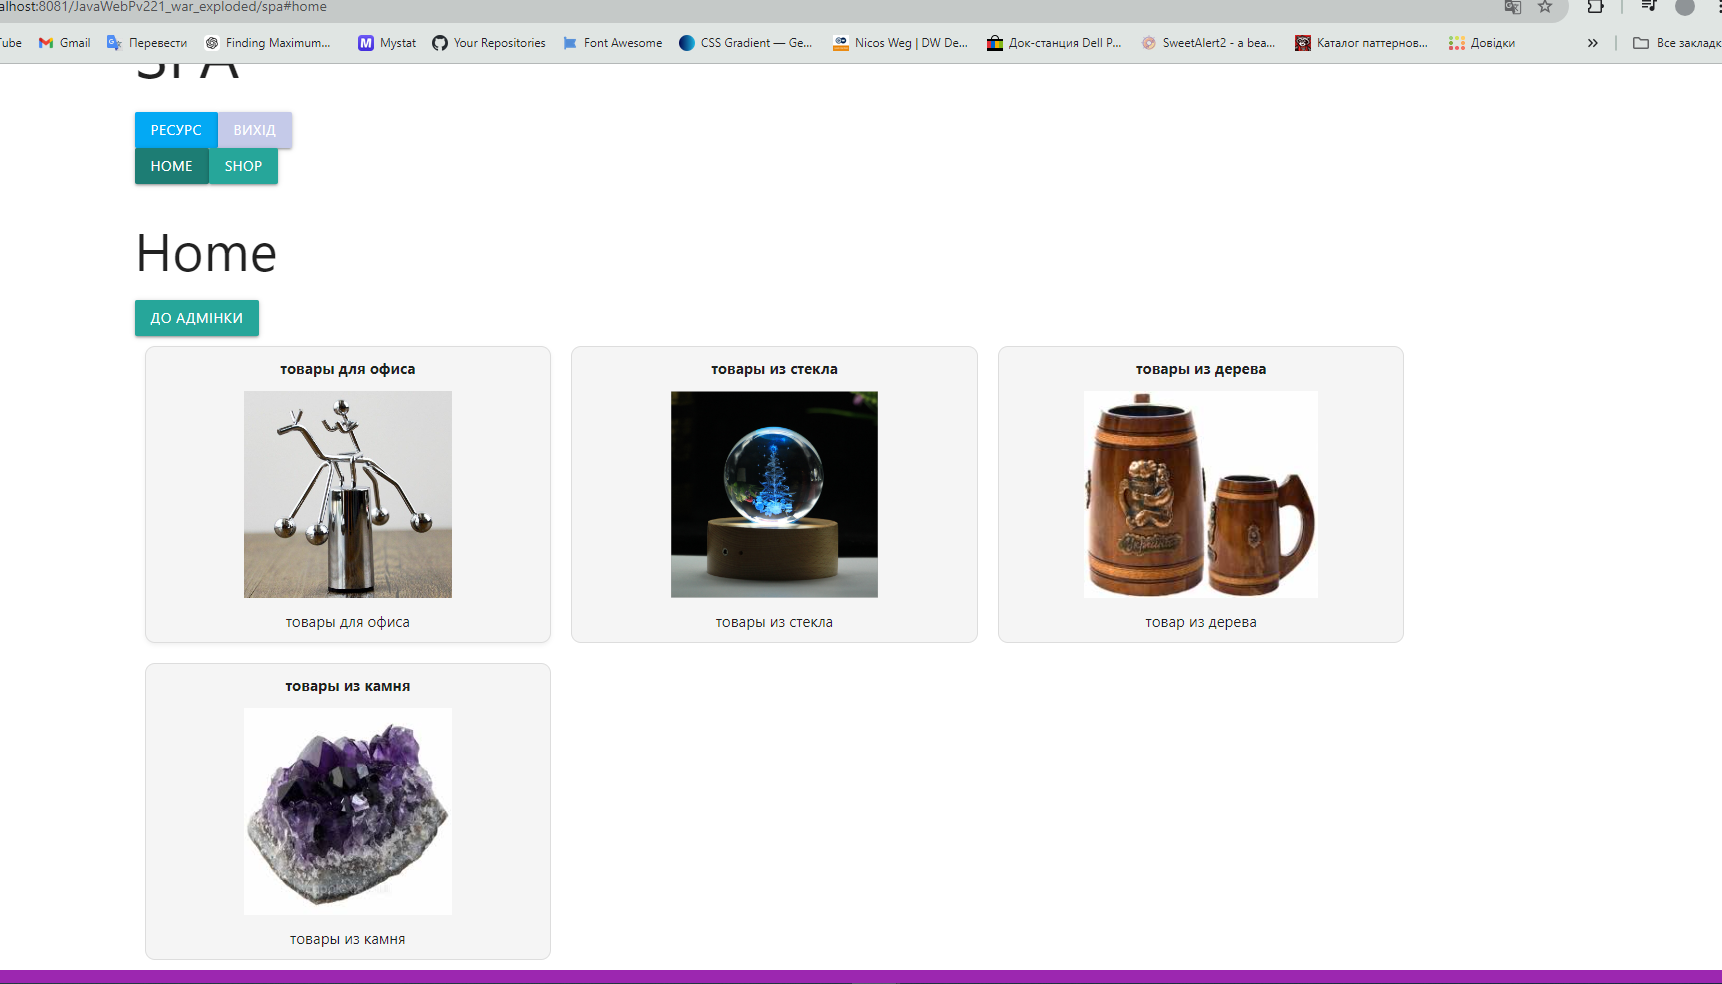 alhost:8081/JavaWebPv221_war_exploded/spa#home
Tube Gmail Перевести Finding Maximum... Mystat Your Repositories Font Awesome CSS Gradient — Ge... Nicos Weg | DW De... Док-станция Dell P... SweetAlert2 - a bea... Каталог паттернов... Довідки » Все закладк
SPA
РЕСУРС ВИХІД
HOME SHOP
Home
ДО АДМІНКИ
товары для офиса товары из стекла товары из дерева
Україна
товары для офиса товары из стекла товар из дерева
товары из камня
товары из камня